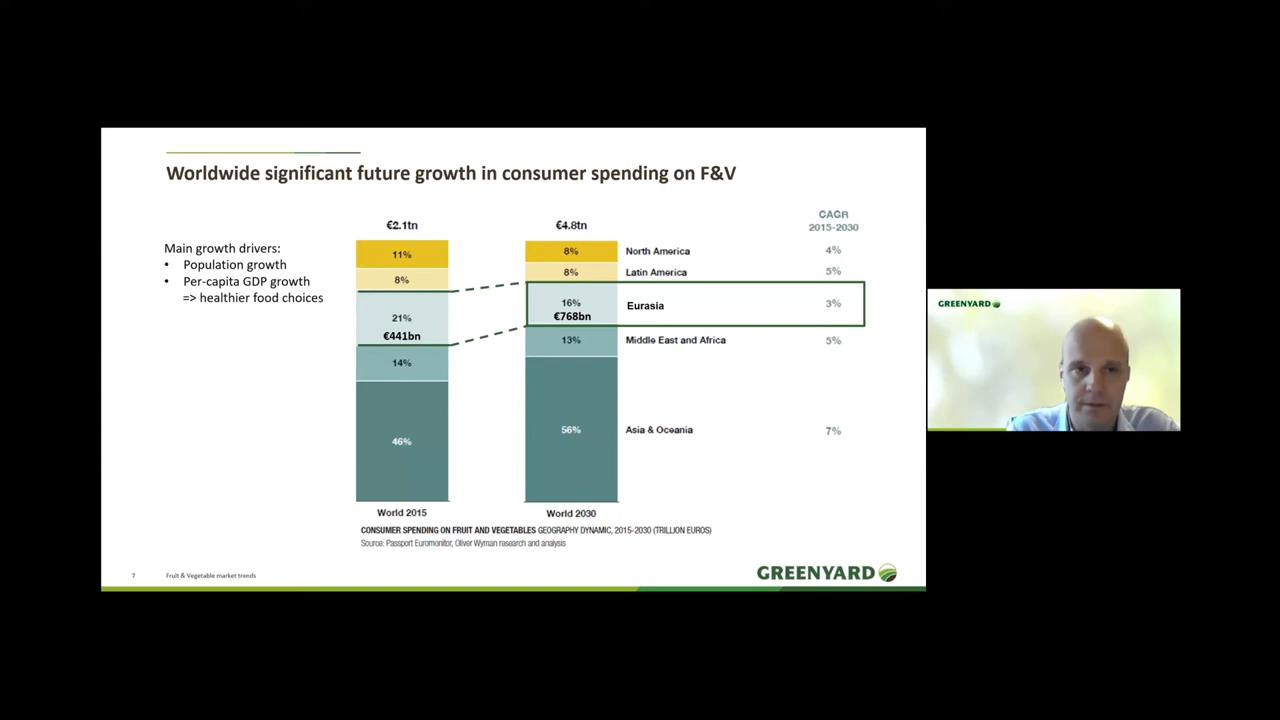 Worldwide significant future growth in consumer spending on F&V
Main growth drivers:
• Population growth
• Per-capita GDP growth
=> healthier food choices
€2.1tn
€4.8tn
CAGR
2015-2030
11%
8%
North America
4%
8%
8%
Latin America
5%
21%
€441bn
16%
€768bn
Eurasia
3%
14%
13%
Middle East and Africa
5%
46%
56%
Asia & Oceania
7%
World 2015
World 2030
CONSUMER SPENDING ON FRUIT AND VEGETABLES GEOGRAPHY DYNAMIC, 2015-2030 (TRILLION EUROS)
Source: Passport Euromonitor, Oliver Wyman research and analysis
7
Fruit & Vegetable market trends
GREENYARD
GREENYARD